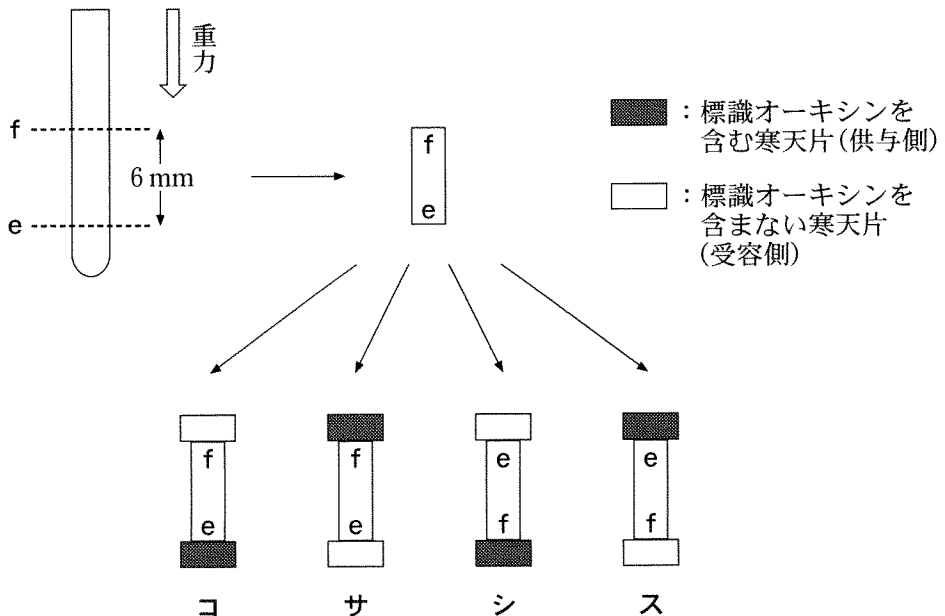 重力
f
6 mm
e
f
e
：標識オーキシンを
含む寒天片(供与側)
：標識オーキシンを
含まない寒天片
(受容側)
f
e
f
e
e
f
e
f
コ
サ
シ
ス